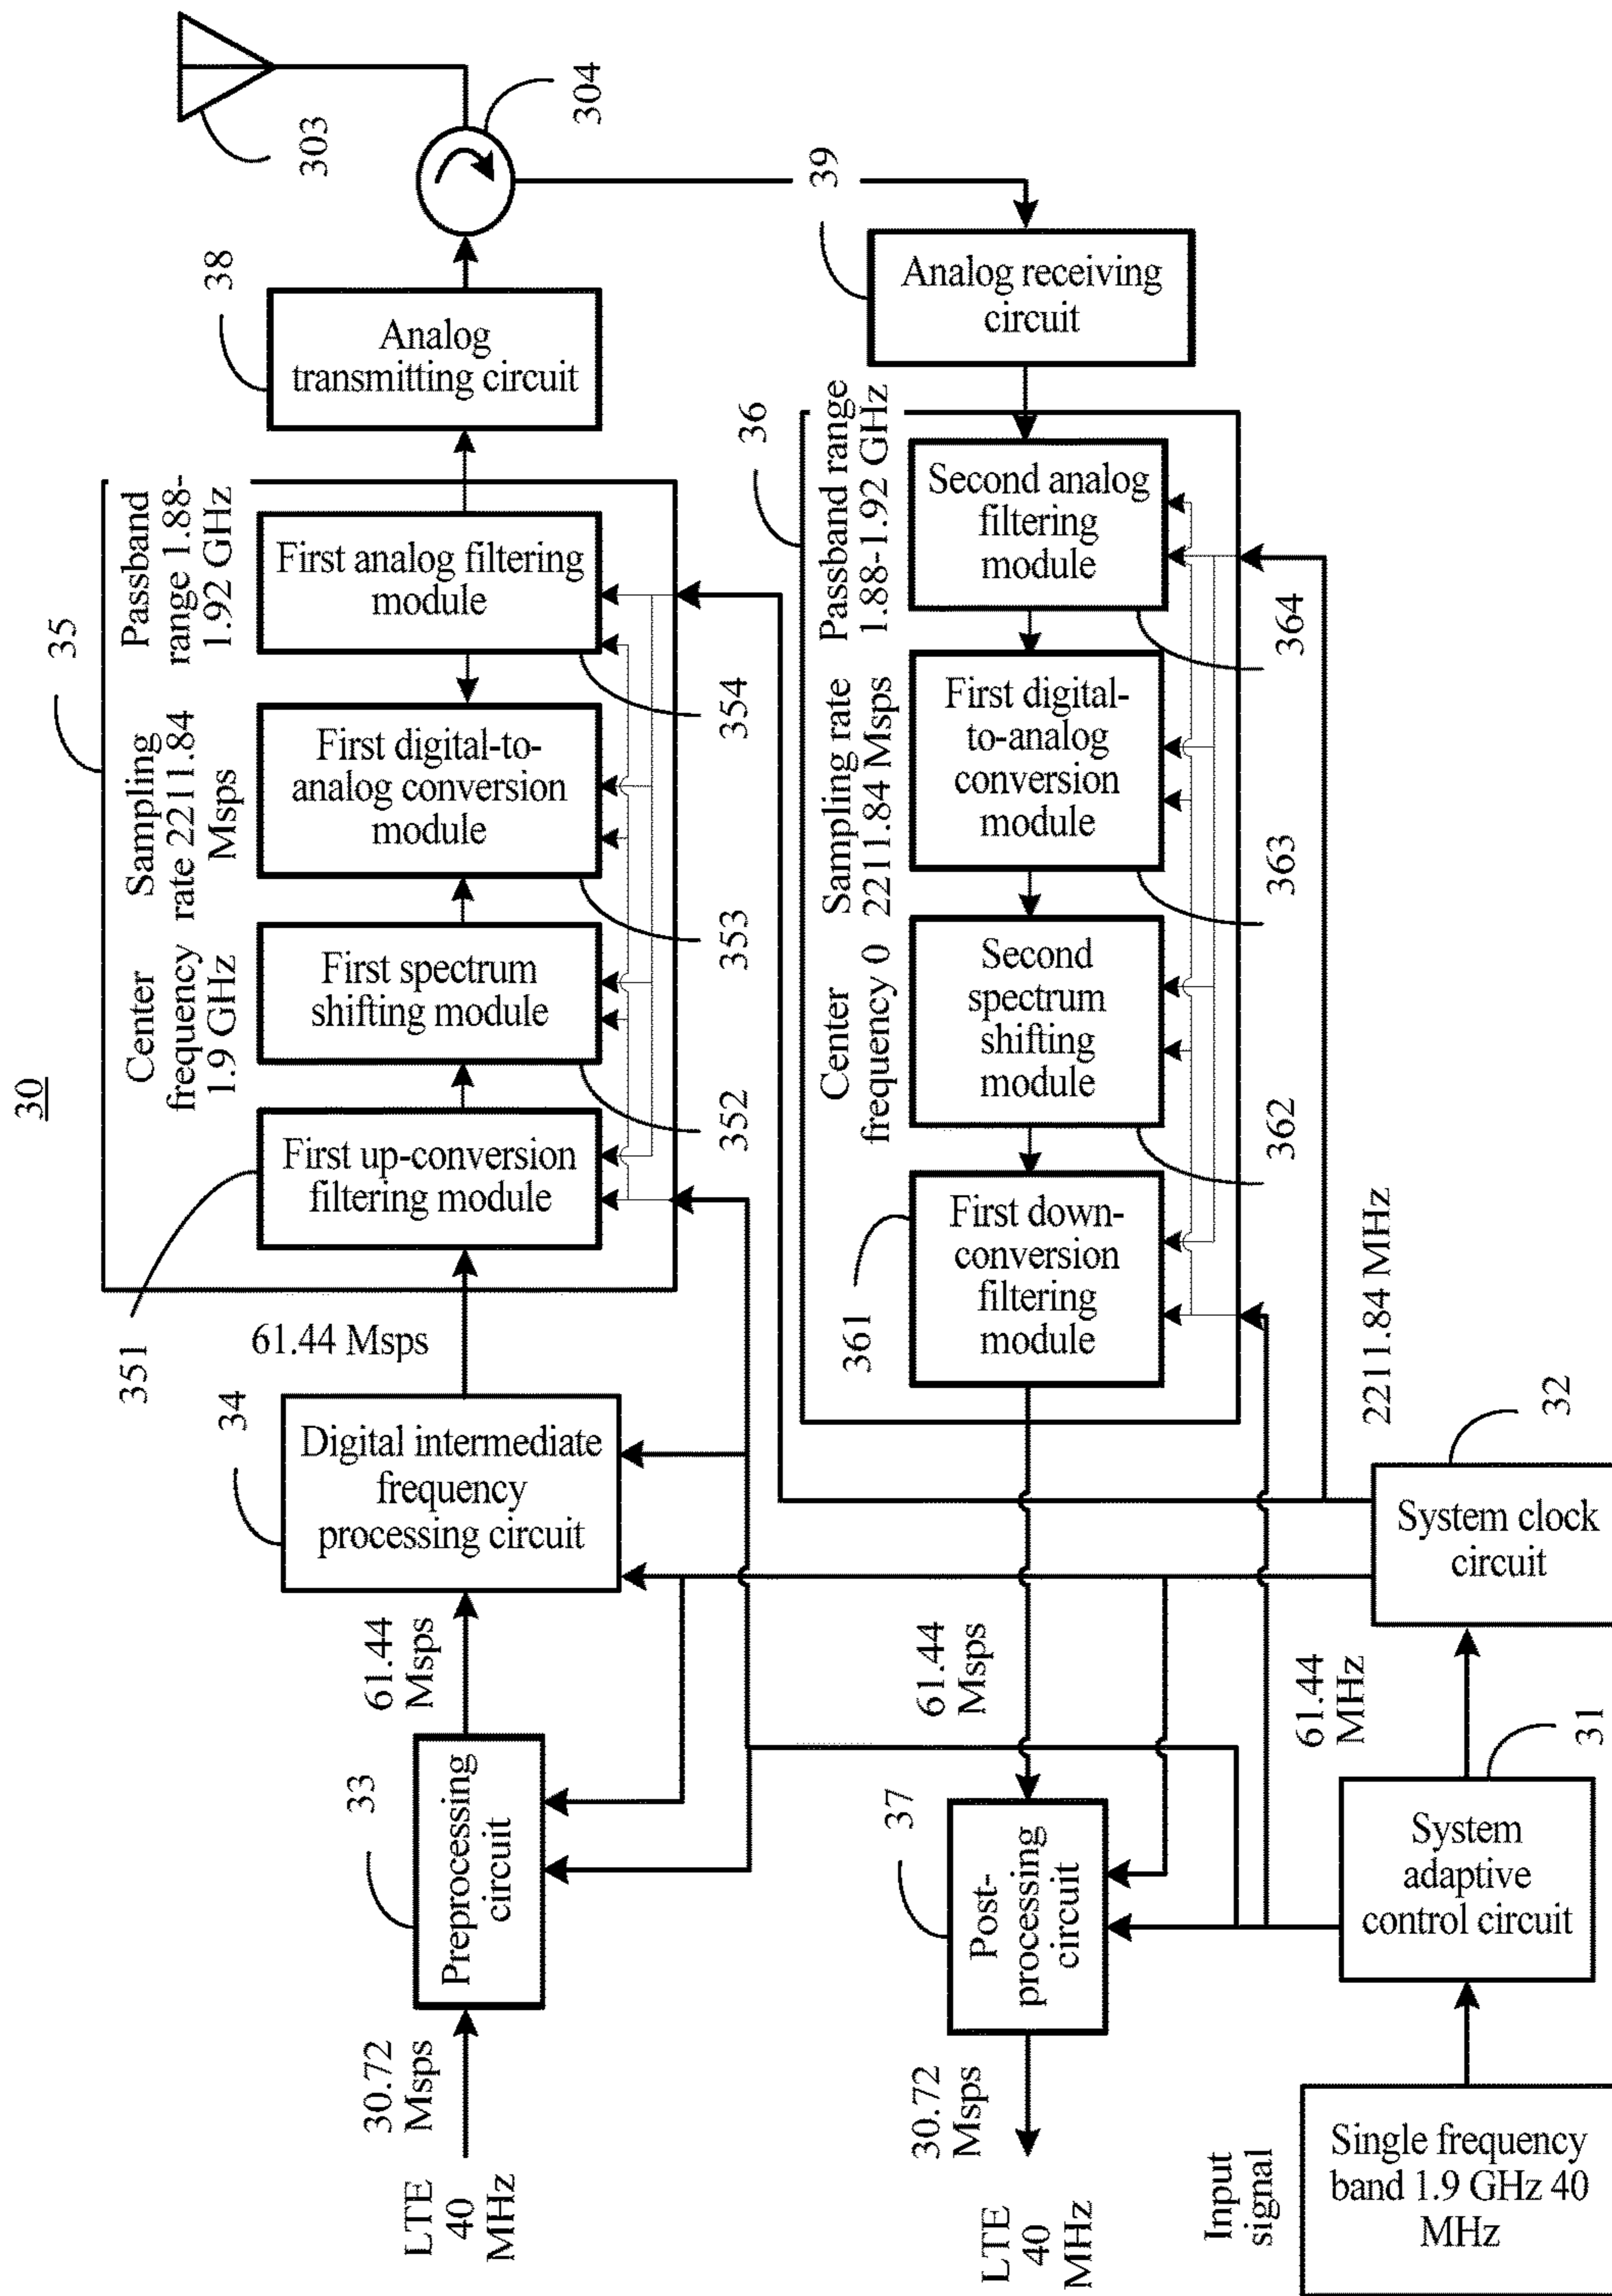 30
303
304
38
Analog
transmitting circuit
39
Analog receiving
circuit
35
Center
frequency
1.9 GHz
Sampling
rate 2211.84
Msps
Passband
range 1.88-
1.92 GHz
First up-conversion
filtering module
First spectrum
shifting module
First digital-to-
analog conversion
module
First analog filtering
module
351
352
353
354
61.44 Msps
34
Digital intermediate
frequency
processing circuit
61.44
Msps
33
Preprocessing
circuit
30.72
Msps
LTE
40
MHz
36
Center
frequency 0
Sampling rate
2211.84 Msps
Passband range
1.88-1.92 GHz
First down-
conversion
filtering
module
Second
spectrum
shifting
module
First digital-
to-analog
conversion
module
Second analog
filtering
module
361
362
363
364
61.44
Msps
37
Post-
processing
circuit
30.72
Msps
LTE
40
MHz
2211.84 MHz
32
System clock
circuit
61.44
MHz
31
System
adaptive
control circuit
Input
signal
Single frequency
band 1.9 GHz 40
MHz